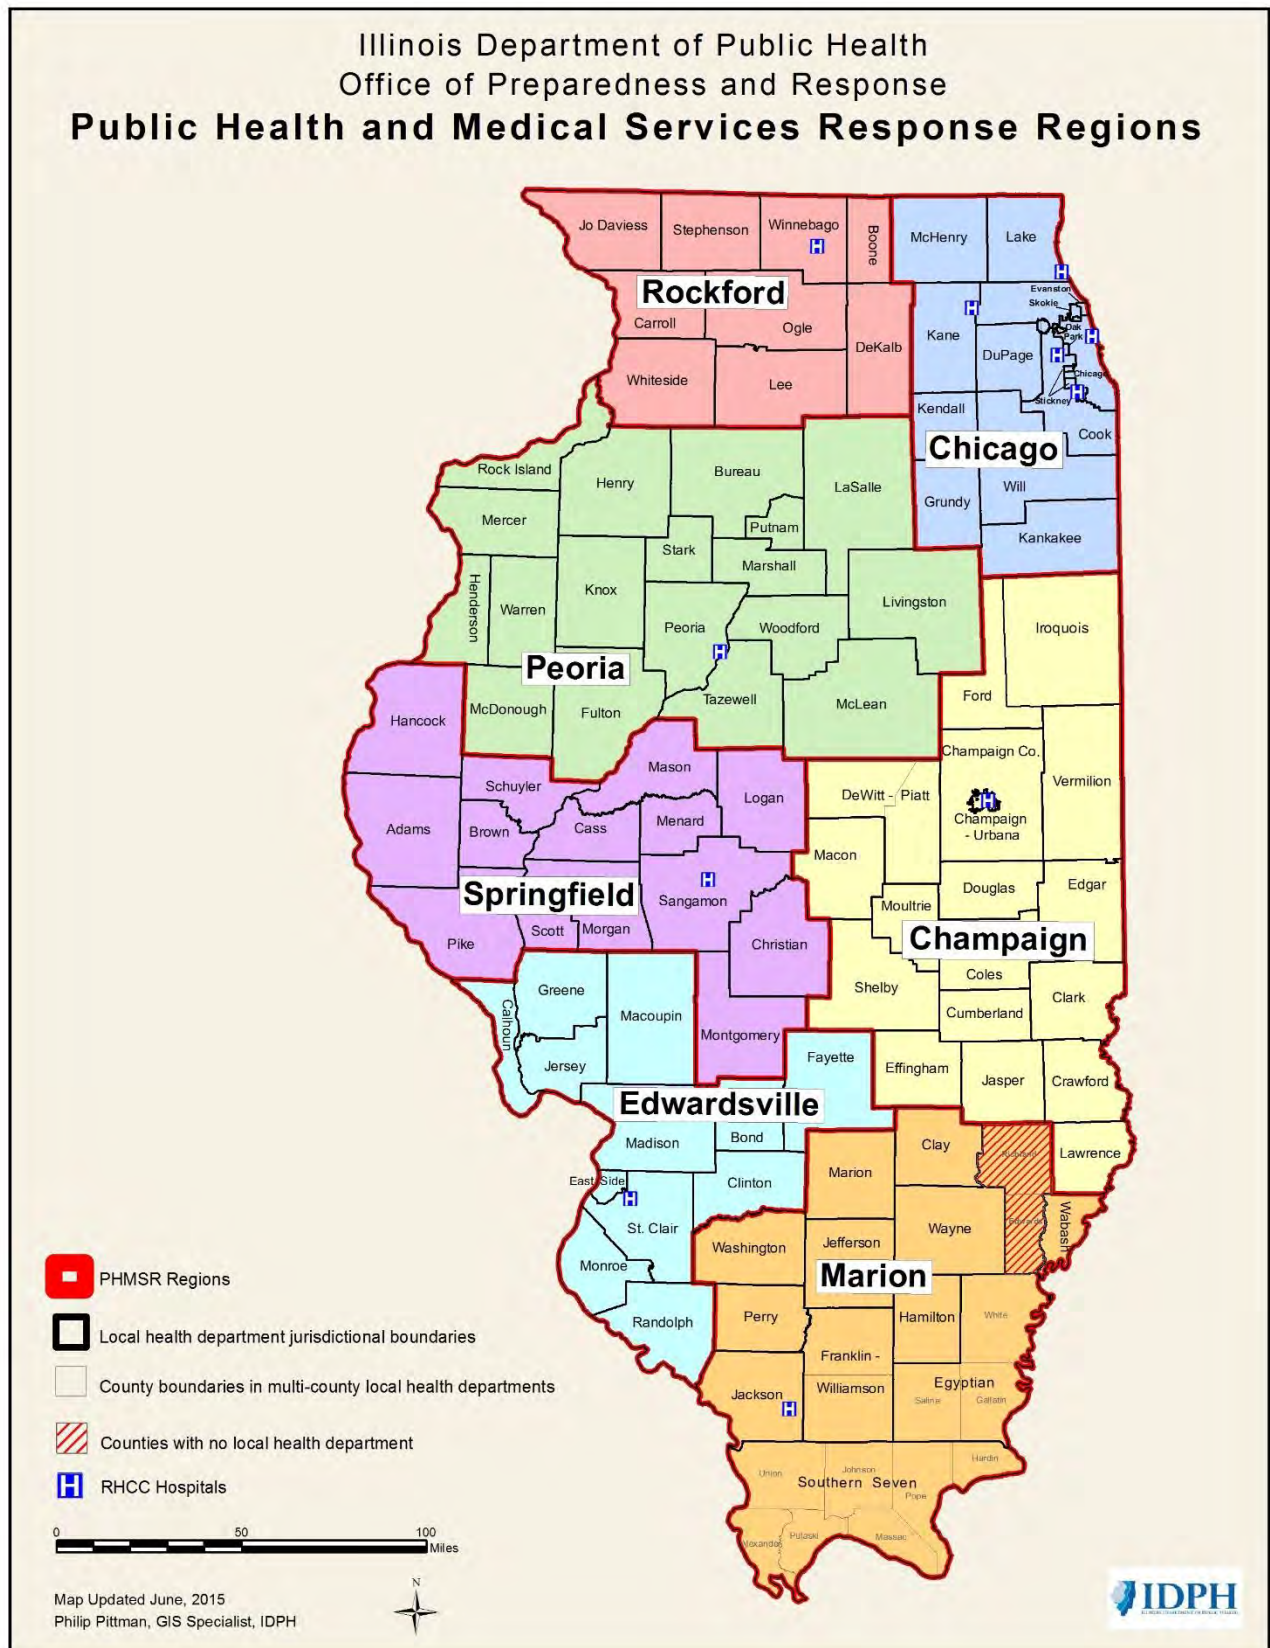 Illinois Department of Public Health
Office of Preparedness and Response
Public Health and Medical Services Response Regions
Jo Daviess
Stephenson
Winnebago
H
Boone
McHenry
Lake
H
Rockford
Evanston
Skokie
H
Carroll
Ogle
Kane
Oak
Park
H
DeKalb
DuPage
H
Whiteside
Lee
Chicago
H
Stickney
Kendall
Cook
Chicago
Rock Island
Henry
Bureau
LaSalle
Will
Grundy
Mercer
Putnam
Kankakee
Stark
Marshall
Henderson
Warren
Knox
Livingston
Peoria
Woodford
Iroquois
H
Peoria
Tazewell
McLean
Ford
McDonough
Fulton
Hancock
Champaign Co.
Mason
Vermilion
Schuyler
Logan
DeWitt - Piatt
H
Champaign
- Urbana
Adams
Brown
Cass
Menard
Macon
Springfield
H
Sangamon
Douglas
Edgar
Moultrie
Scott
Morgan
Pike
Christian
Champaign
Coles
Shelby
Clark
Greene
Calhoun
Macoupin
Cumberland
Montgomery
Jersey
Fayette
Effingham
Jasper
Crawford
Edwardsville
Madison
Bond
Clay
Richland
Lawrence
Marion
East Side
H
Clinton
St. Clair
Wayne
Edwards
Wabash
Washington
Jefferson
Monroe
Marion
Randolph
Perry
Hamilton
White
Franklin -
Williamson
Jackson
H
Egyptian
Saline
Gallatin
Union
Johnson
Hardin
Southern Seven
Pope
Alexander
Pulaski
Massac
PHMSR Regions
Local health department jurisdictional boundaries
County boundaries in multi-county local health departments
Counties with no local health department
H RHCC Hospitals
0 50 100
Miles
Map Updated June, 2015
Philip Pittman, GIS Specialist, IDPH
N
IDPH